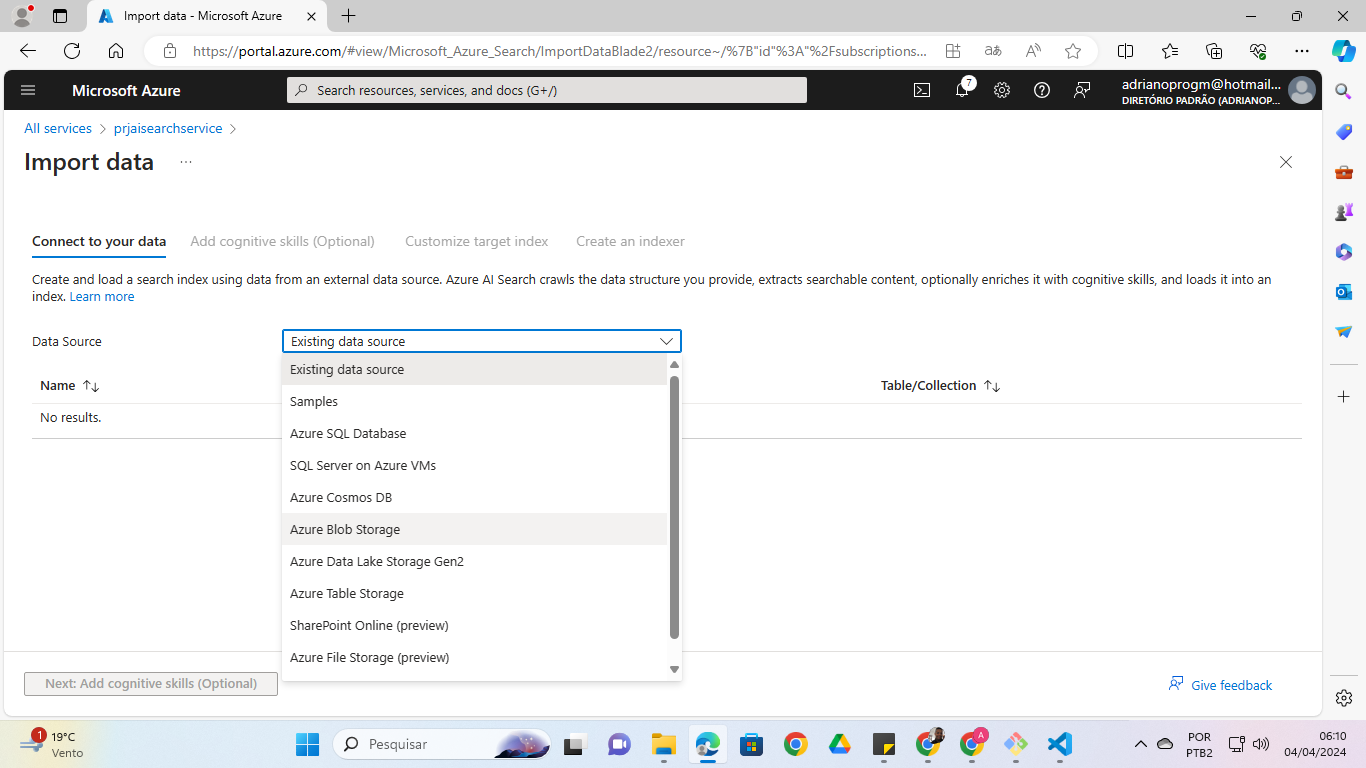 Import data - Microsoft Azure
https://portal.azure.com/#view/Microsoft_Azure_Search/ImportDataBlade2/resource~/%7B"id"%3A"%2Fsubscriptions...
Microsoft Azure
Search resources, services, and docs (G+/)
7
adrianoprogm@hotmail...
DIRETÓRIO PADRÃO (ADRIANOP...
All services
prjaisearchservice
Import data
...
Connect to your data
Add cognitive skills (Optional)
Customize target index
Create an indexer
Create and load a search index using data from an external data source. Azure AI Search crawls the data structure you provide, extracts searchable content, optionally enriches it with cognitive skills, and loads it into an
index. Learn more
Data Source
Existing data source
Name
Table/Collection
No results.
Existing data source
Samples
Azure SQL Database
SQL Server on Azure VMs
Azure Cosmos DB
Azure Blob Storage
Azure Data Lake Storage Gen2
Azure Table Storage
SharePoint Online (preview)
Azure File Storage (preview)
Next: Add cognitive skills (Optional)
Give feedback
1
19°C
Vento
Pesquisar
A
POR
PTB2
06:10
04/04/2024